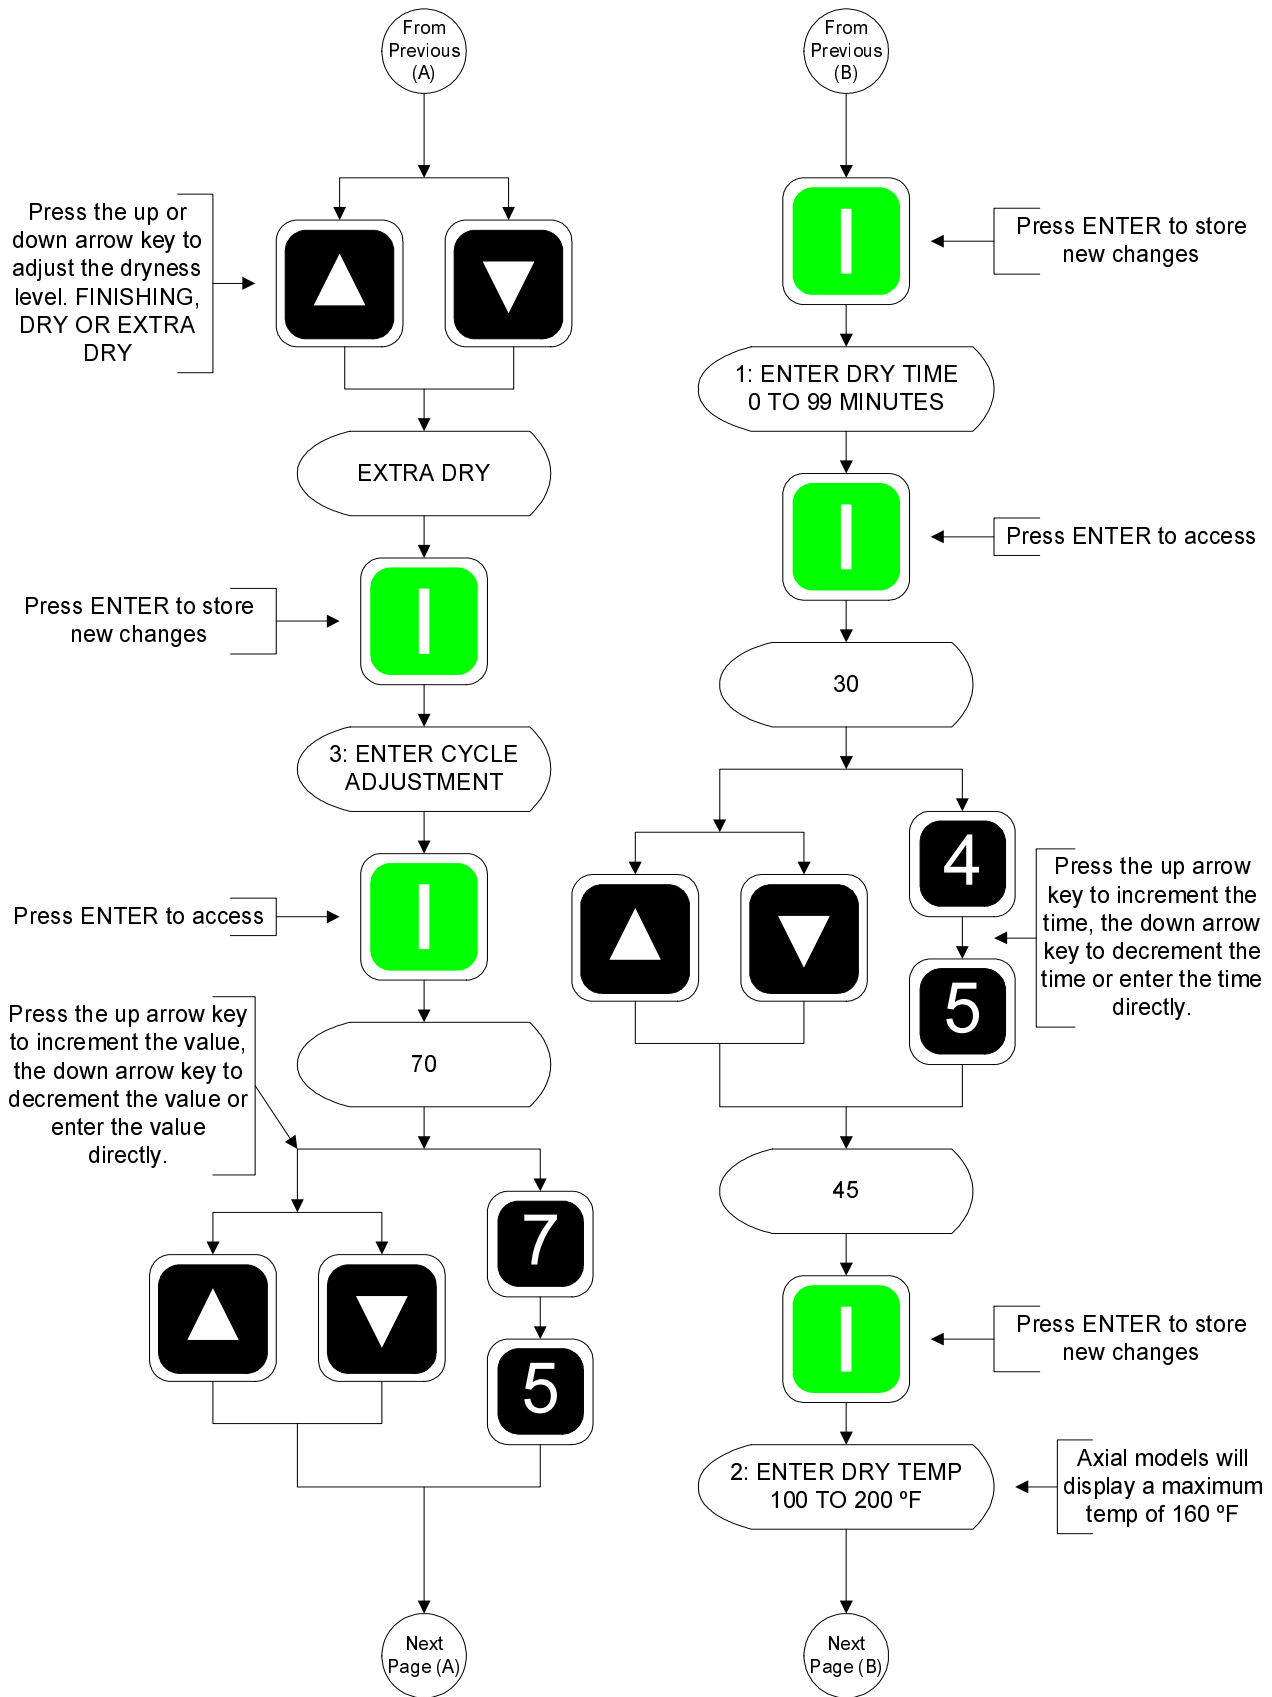 From
Previous
(A)
Press the up or
down arrow key to
adjust the dryness
level. FINISHING,
DRY OR EXTRA
DRY
EXTRA DRY
Press ENTER to store
new changes
3: ENTER CYCLE
ADJUSTMENT
Press ENTER to access
70
Press the up arrow key
to increment the value,
the down arrow key to
decrement the value or
enter the value
directly.
7
5
Next
Page (A)
From
Previous
(B)
Press ENTER to store
new changes
1: ENTER DRY TIME
0 TO 99 MINUTES
Press ENTER to access
30
4
5
Press the up arrow
key to increment the
time, the down arrow
key to decrement the
time or enter the time
directly.
45
Press ENTER to store
new changes
2: ENTER DRY TEMP
100 TO 200 ºF
Axial models will
display a maximum
temp of 160 ºF
Next
Page (B)